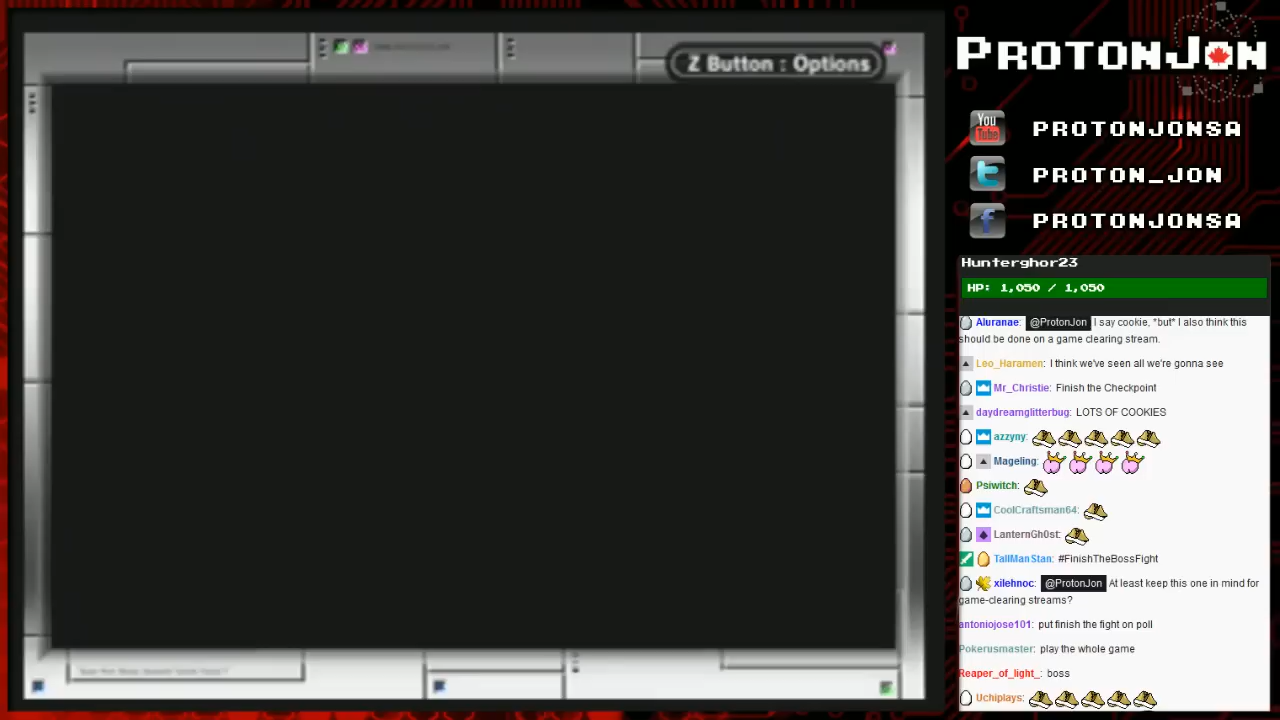 Z Button : Options
PROTONJON
You
Tube
PROTONJONSA
PROTON_JON
PROTONJONSA
Hunterghor23
HP: 1,050 / 1,050
Aluranae: @ProtonJon I say cookie, *but* I also think this
should be done on a game clearing stream.
Leo_Haramen: I think we've seen all we're gonna see
Mr_Christie: Finish the Checkpoint
daydreamglitterbug: LOTS OF COOKIES
azzyny:
Mageling:
Psiwitch:
CoolCraftsman64:
LanternGh0st:
TallManStan: #FinishTheBossFight
xilehnoc: @ProtonJon At least keep this one in mind for
game-clearing streams?
antoniojose101: put finish the fight on poll
Pokerusmaster: play the whole game
Reaper_of_light_: boss
Uchiplays: